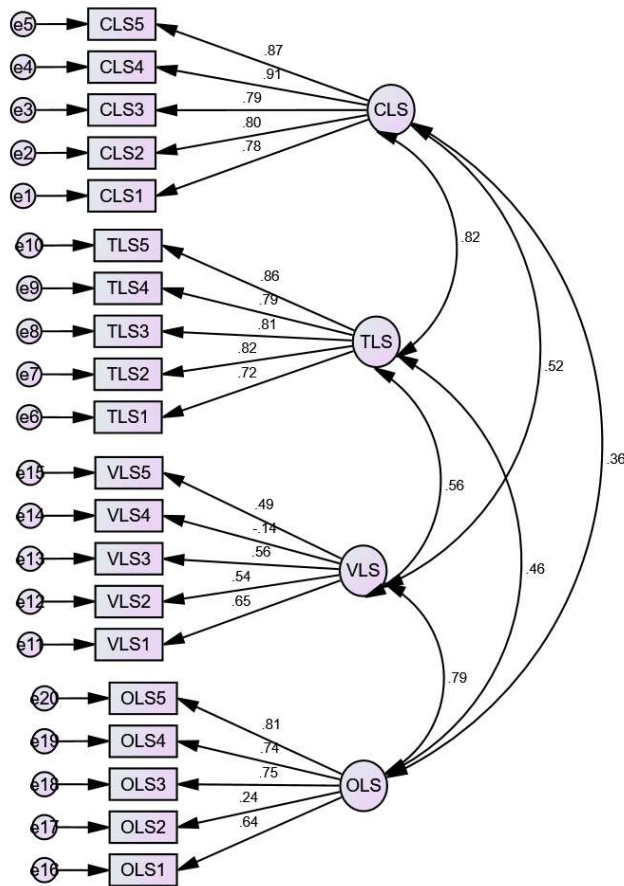 e5 CLS5
.87
e4 CLS4
.91
e3 CLS3
.79
CLS
e2 CLS2
.80
e1 CLS1
.78
.82
e10 TLS5
.86
e9 TLS4
.79
e8 TLS3
.81
TLS
e7 TLS2
.82
e6 TLS1
.72
.52
.36
e15 VLS5
.49
.56
e14 VLS4
-.14
e13 VLS3
.56
VLS
.46
e12 VLS2
.54
e11 VLS1
.65
.79
e20 OLS5
.81
e19 OLS4
.74
e18 OLS3
.75
OLS
e17 OLS2
.24
e16 OLS1
.64